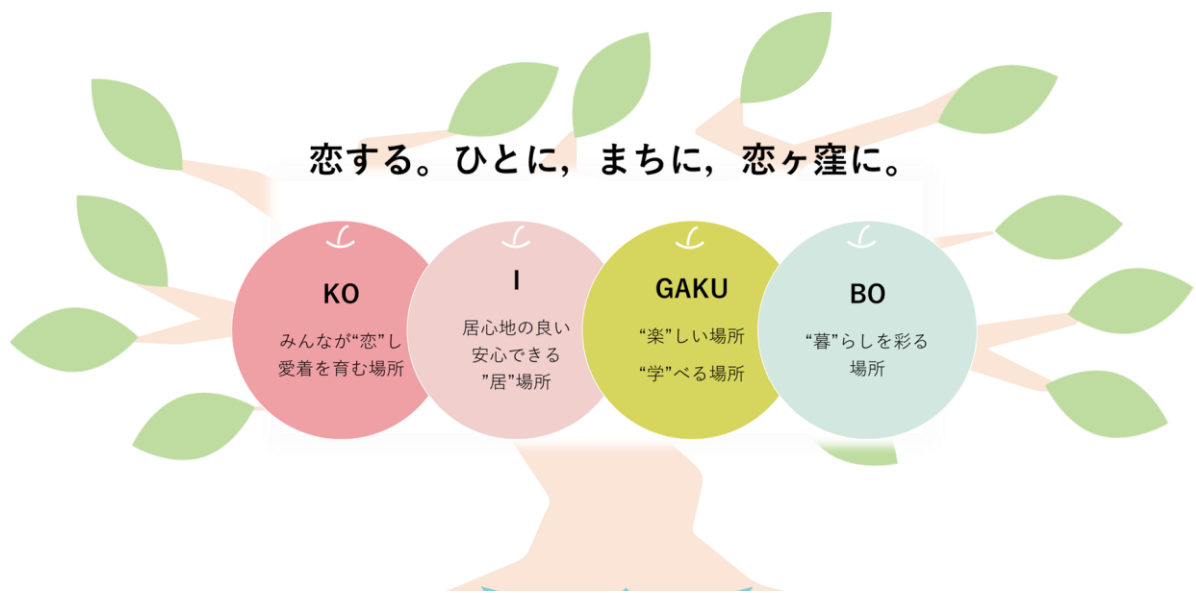 恋する。ひとに，まちに，恋ヶ窪に。
KO
みんなが“恋”し
愛着を育む場所
I
居心地の良い
安心できる
”居”場所
GAKU
“楽”しい場所
“学”べる場所
BO
“暮”らしを彩る
場所